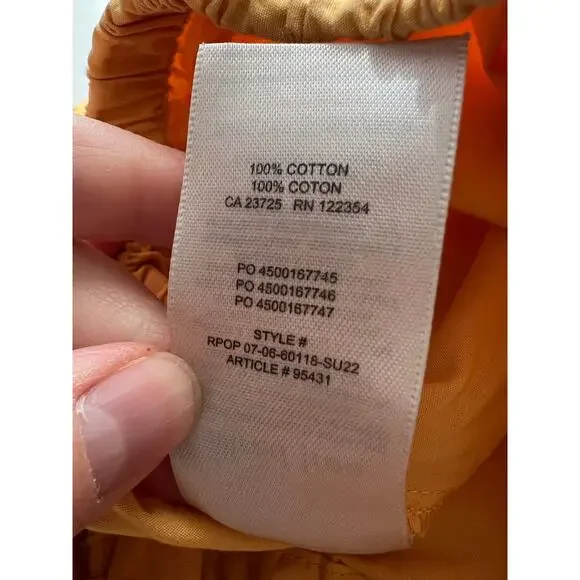 100% COTTON
100% COTON
CA 23725 RN 122354
PO 4500167745
PO 4500167746
PO 4500167747
STYLE #
RPOP 07-06-60118-SU22
ARTICLE # 95431